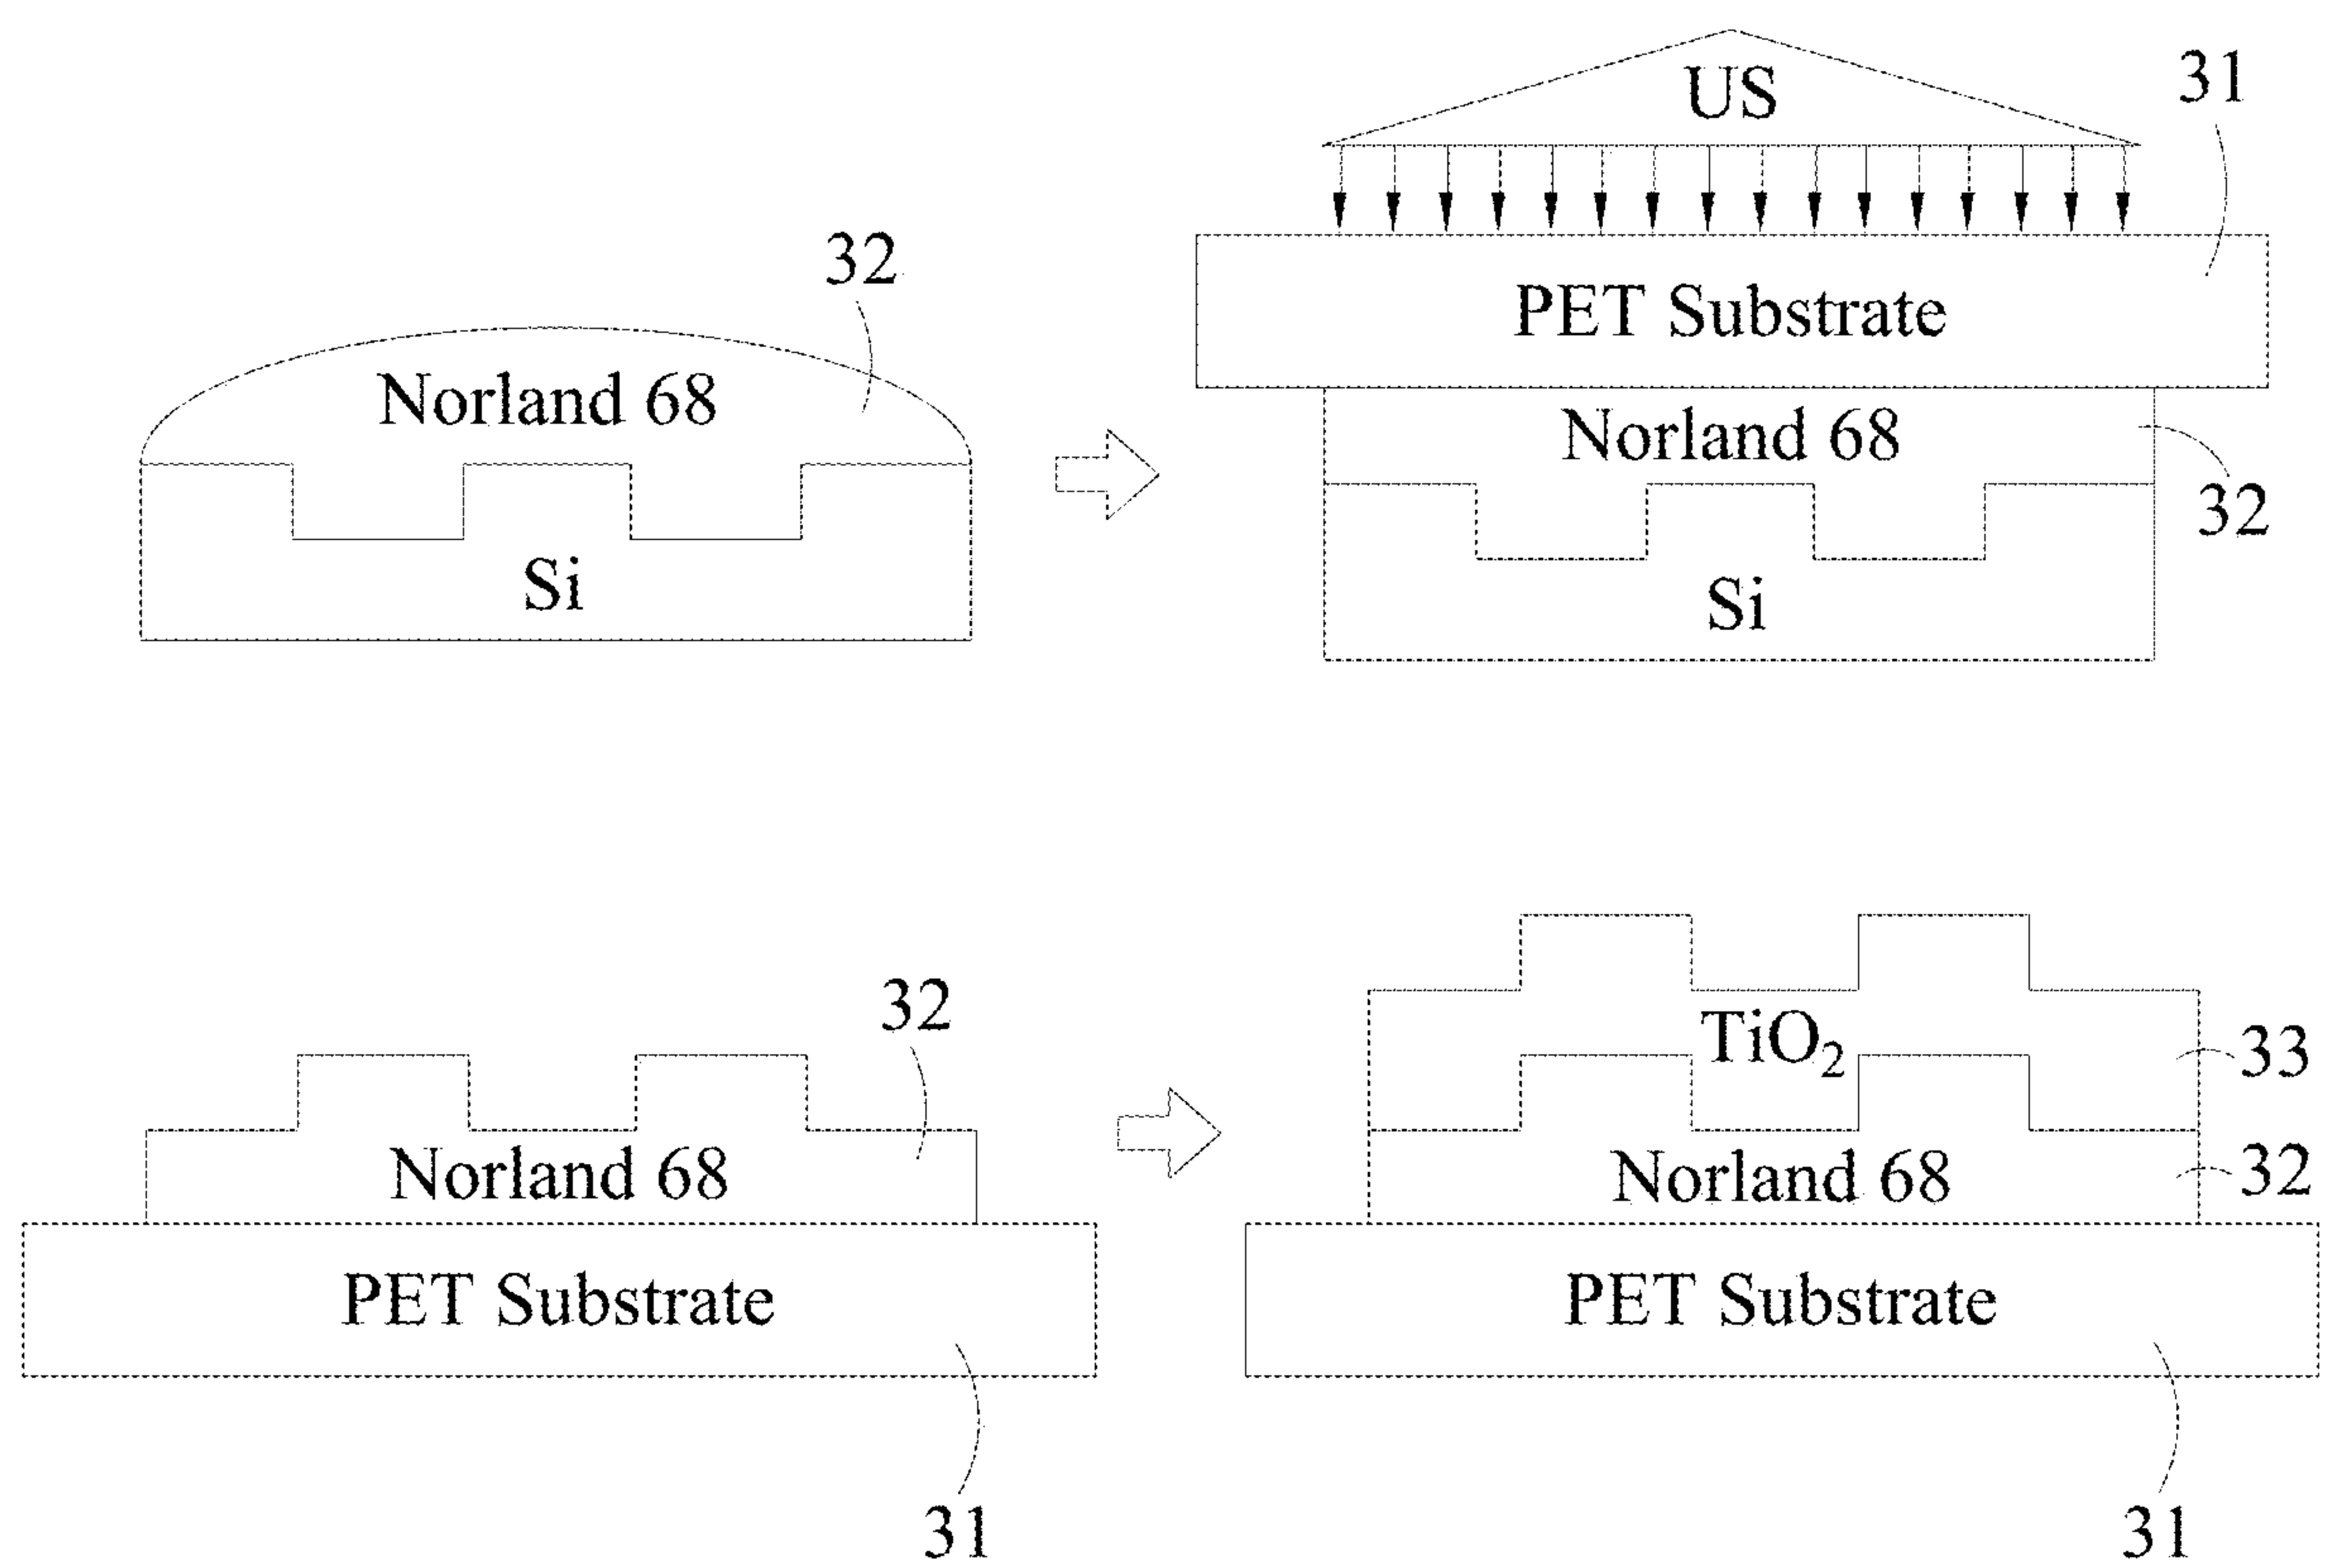 32
Norland 68
Si
US
31
PET Substrate
Norland 68
32
Si
32
Norland 68
PET Substrate
31
TiO₂
33
Norland 68
32
PET Substrate
31